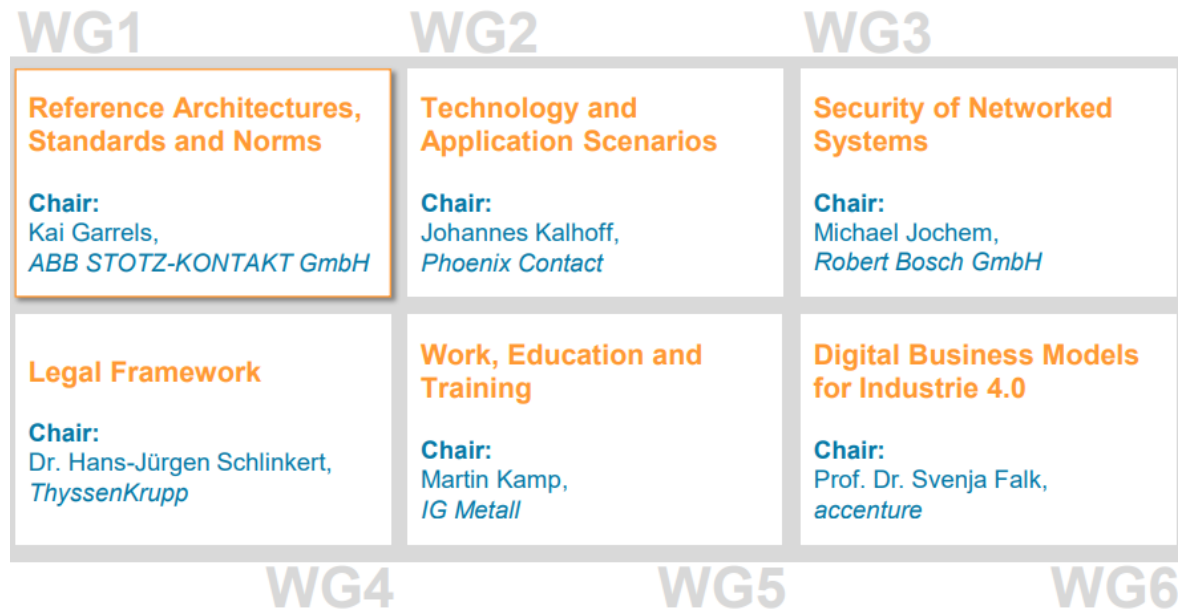 WG1
WG2
WG3
Reference Architectures,
Standards and Norms
Chair:
Kai Garrels,
ABB STOTZ-KONTAKT GmbH
Technology and
Application Scenarios
Chair:
Johannes Kalhoff,
Phoenix Contact
Security of Networked
Systems
Chair:
Michael Jochem,
Robert Bosch GmbH
Legal Framework
Chair:
Dr. Hans-Jürgen Schlinkert,
ThyssenKrupp
Work, Education and
Training
Chair:
Martin Kamp,
IG Metall
Digital Business Models
for Industrie 4.0
Chair:
Prof. Dr. Svenja Falk,
accenture
WG4
WG5
WG6